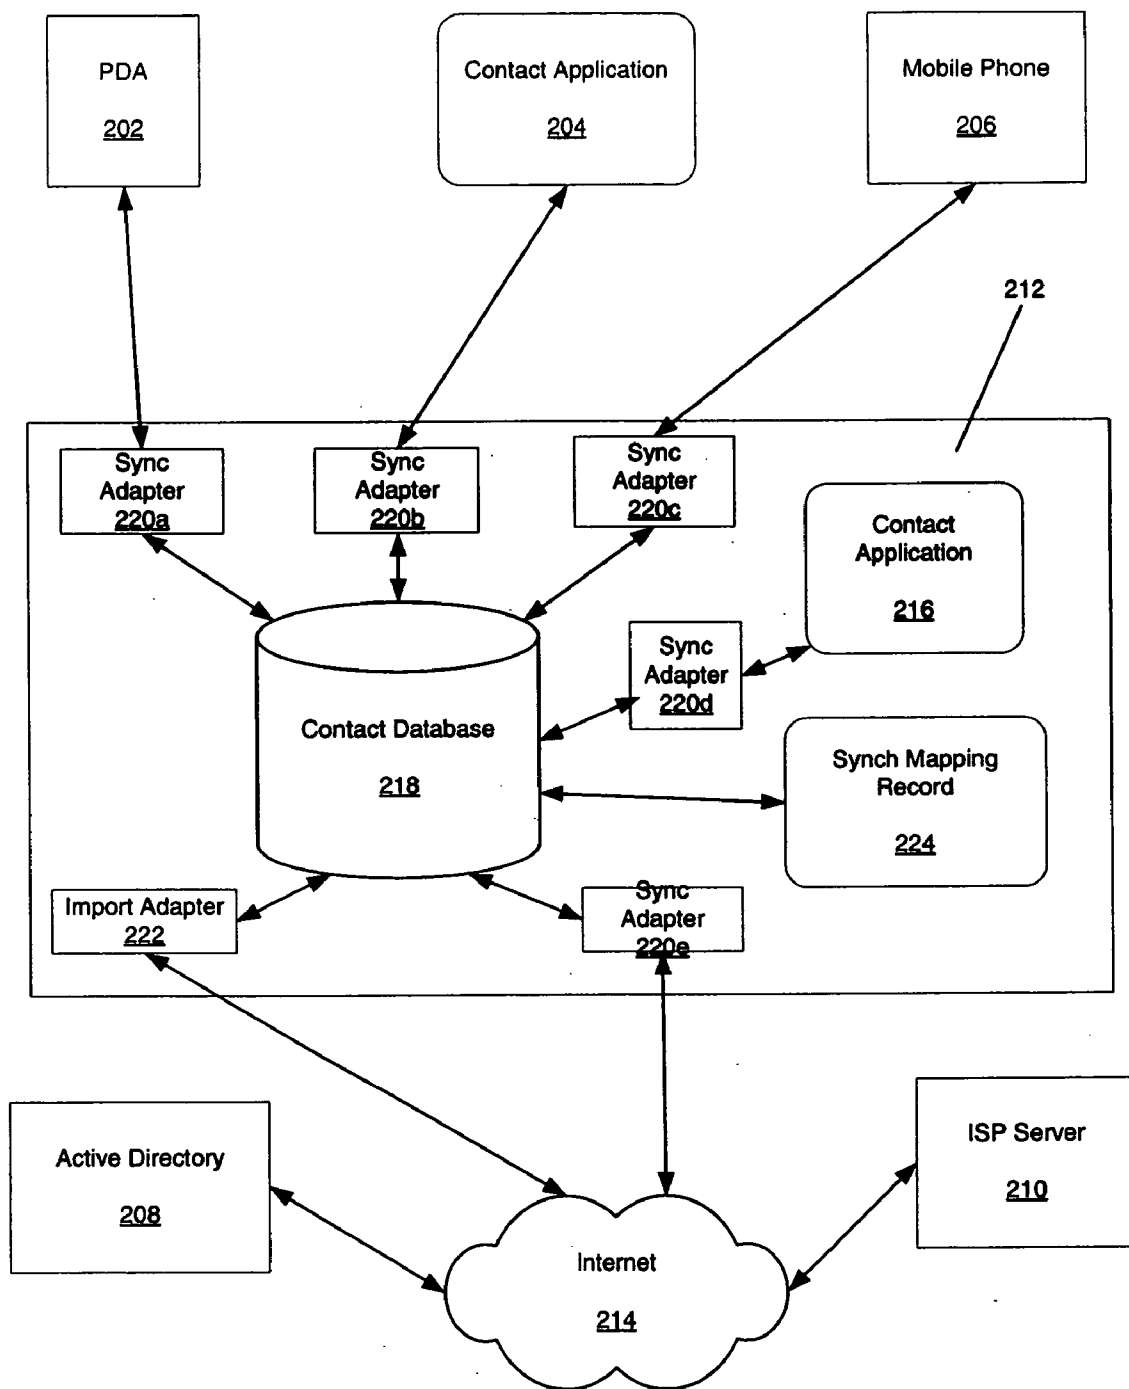 PDA
202
Contact Application
204
Mobile Phone
206
212
Sync
Adapter
220a
Sync
Adapter
220b
Sync
Adapter
220c
Contact
Application
216
Sync
Adapter
220d
Contact Database
218
Synch Mapping
Record
224
Import Adapter
222
Sync
Adapter
220e
Active Directory
208
ISP Server
210
Internet
214